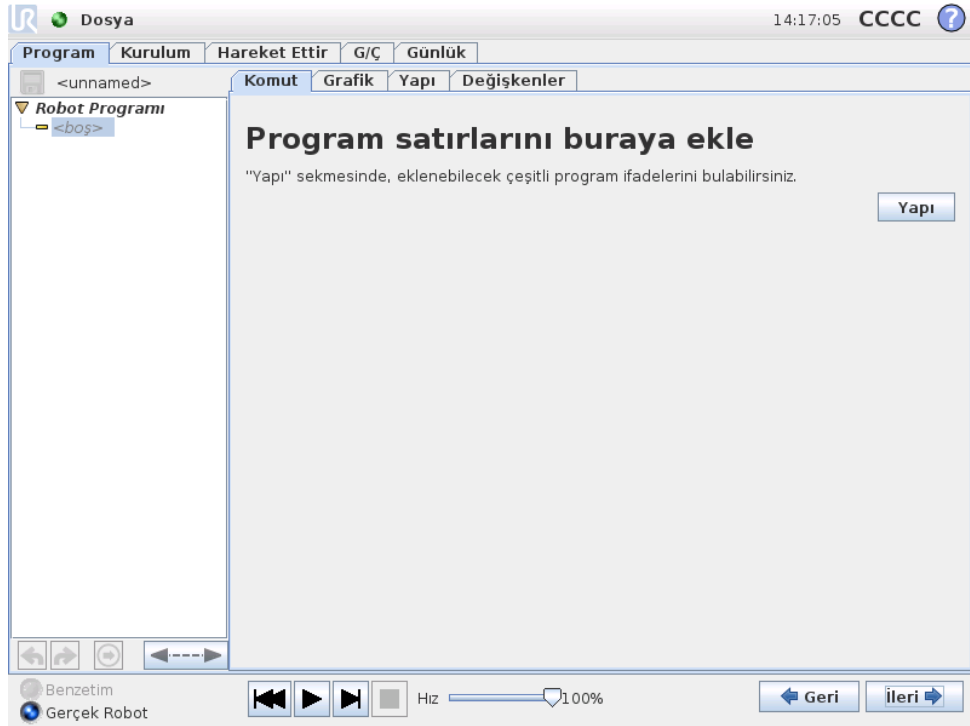 UR Dosya 14:17:05 CCCC ?
Program Kurulum Hareket Ettir G/Ç Günlük
<unnamed> Komut Grafik Yapı Değişkenler
Robot Programı
<boş>
Program satırlarını buraya ekle
"Yapı" sekmesinde, eklenebilecek çeşitli program ifadelerini bulabilirsiniz.
Yapı
Benzetim
Gerçek Robot
Hız 100% Geri İleri